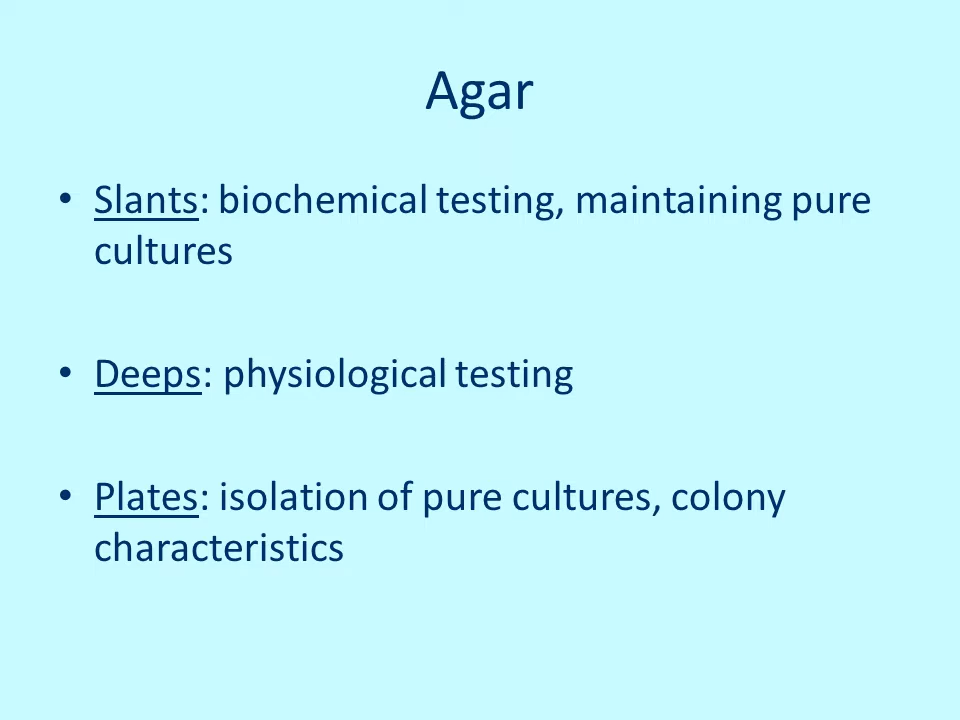 Agar
• Slants: biochemical testing, maintaining pure
cultures
• Deeps: physiological testing
• Plates: isolation of pure cultures, colony
characteristics